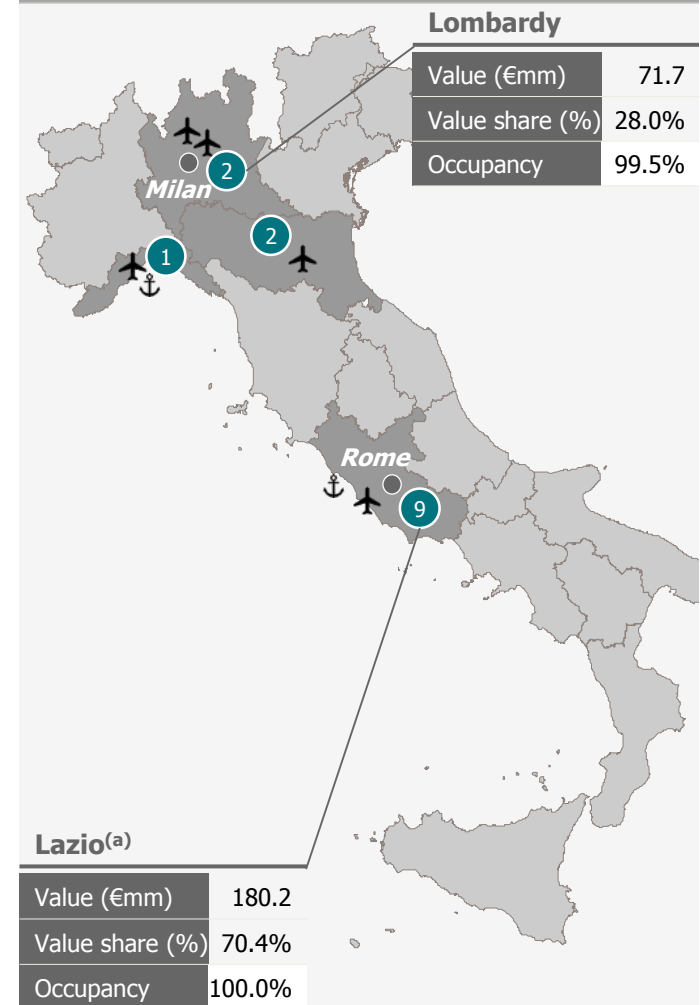 Lombardy
Value (€mm) 71.7
Value share (%) 28.0%
Occupancy 99.5%
2
Milan
2
1
Rome
9
Lazio(a)
Value (€mm) 180.2
Value share (%) 70.4%
Occupancy 100.0%